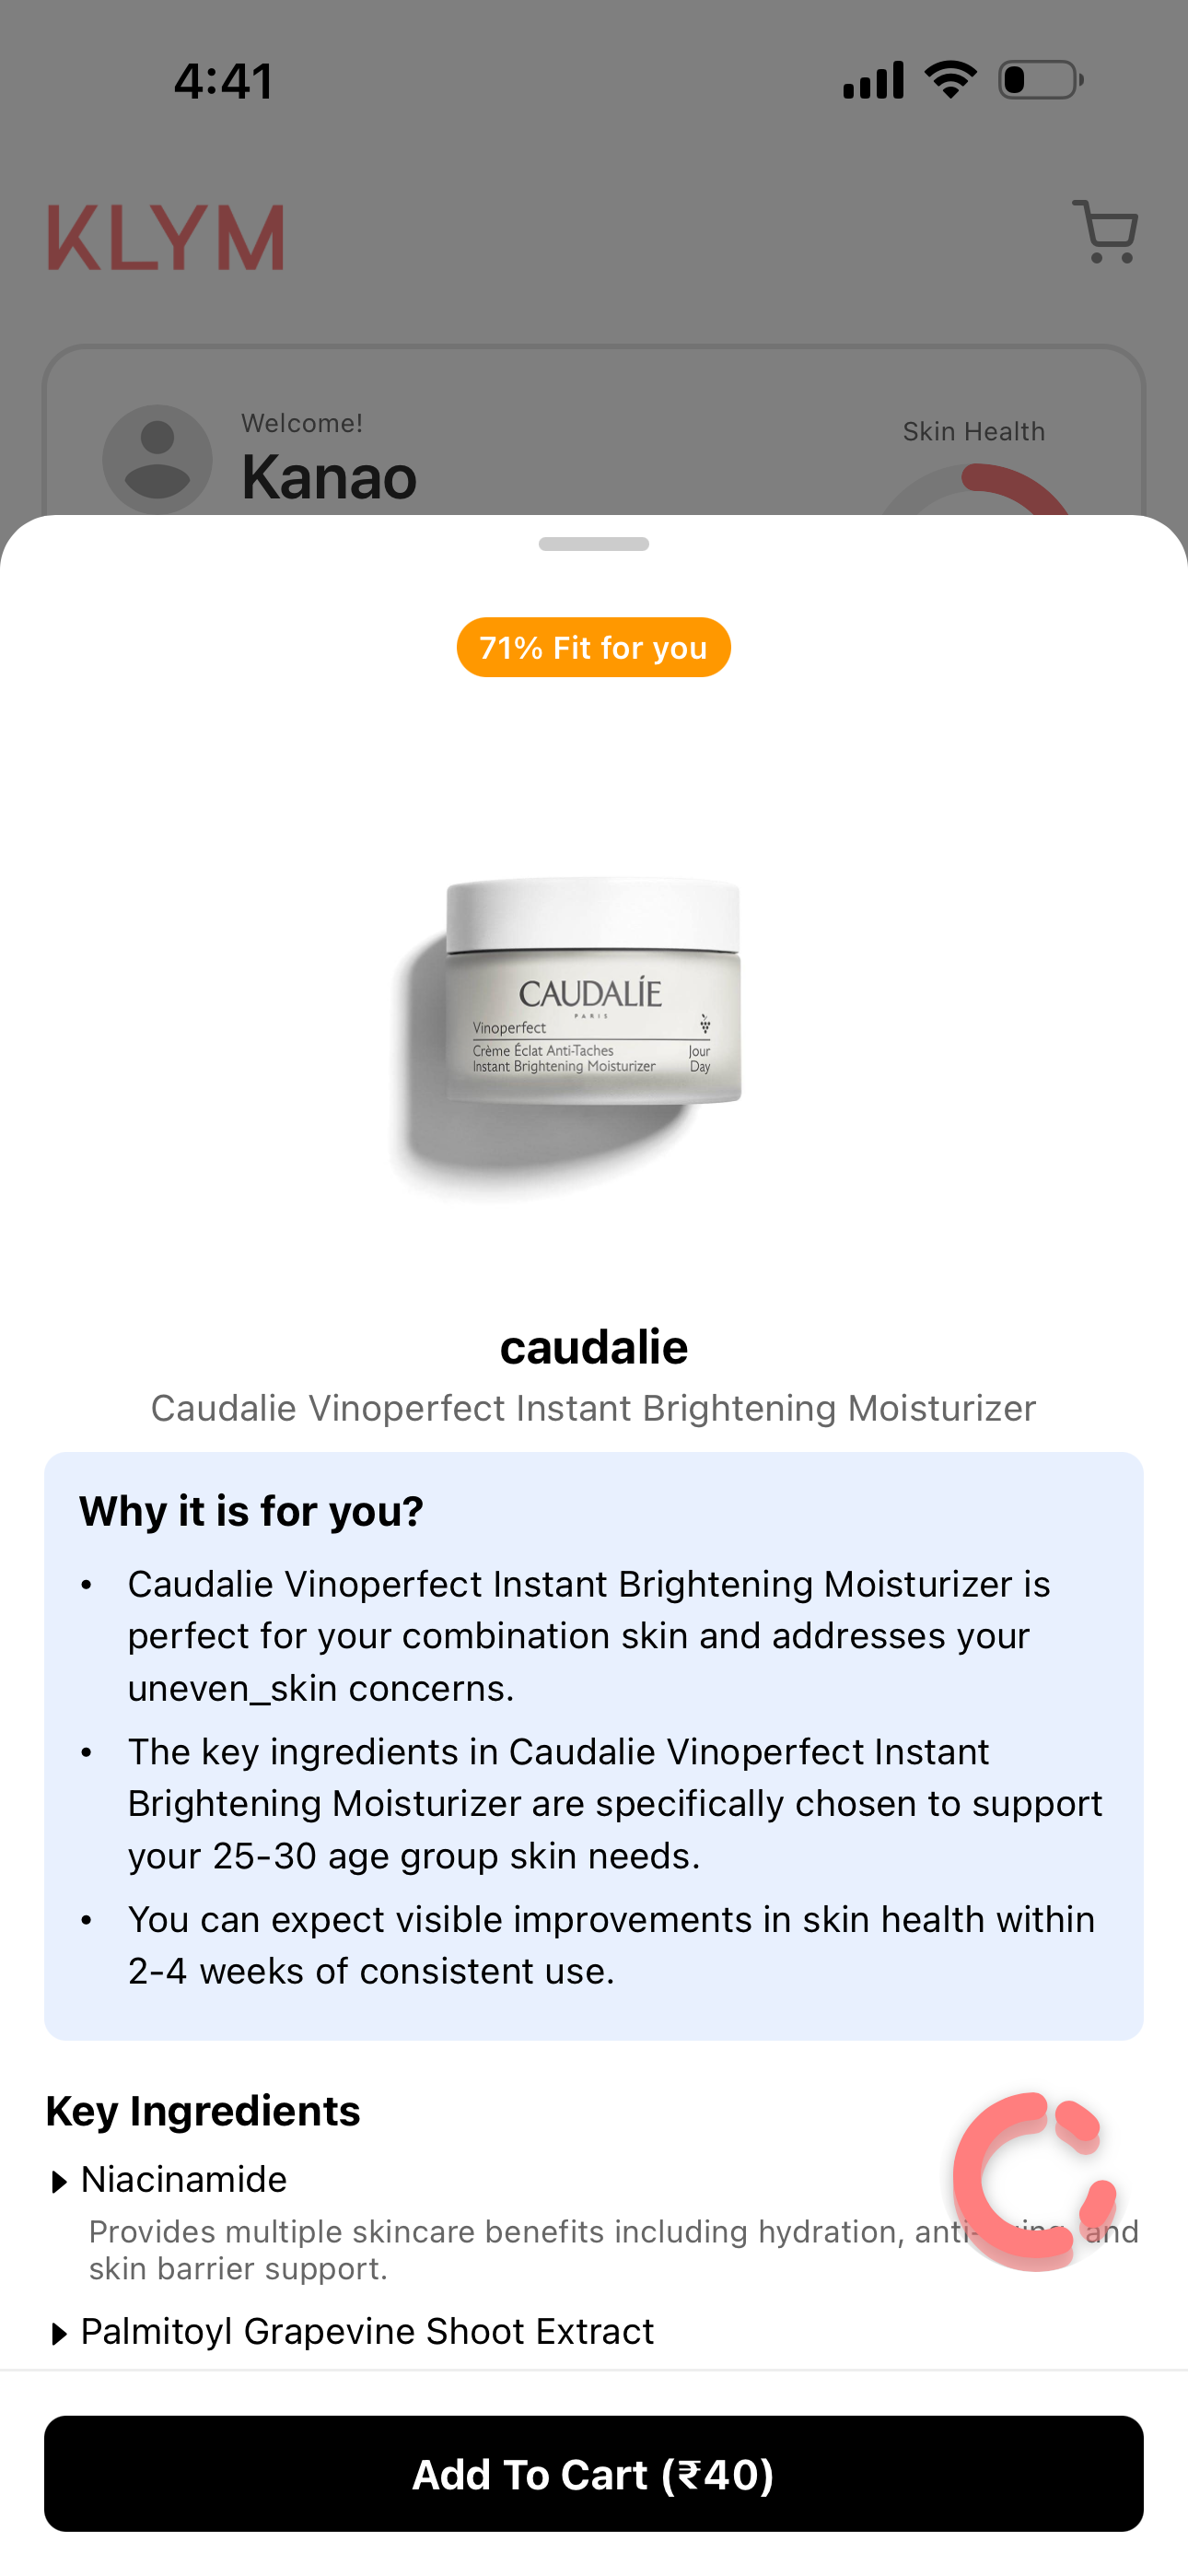 4:41
KLYM
Welcome!
Kanao
Skin Health
71% Fit for you
CAUDALÍE
PARIS
Vinoperfect
Crème Éclat Anti-Taches
Instant Brightening Moisturizer
Jour
Day
caudalie
Caudalie Vinoperfect Instant Brightening Moisturizer
Why it is for you?
• Caudalie Vinoperfect Instant Brightening Moisturizer is
perfect for your combination skin and addresses your
uneven_skin concerns.
• The key ingredients in Caudalie Vinoperfect Instant
Brightening Moisturizer are specifically chosen to support
your 25-30 age group skin needs.
• You can expect visible improvements in skin health within
2-4 weeks of consistent use.
Key Ingredients
Niacinamide
Provides multiple skincare benefits including hydration, and
skin barrier support.
Palmitoyl Grapevine Shoot Extract
Add To Cart (₹40)